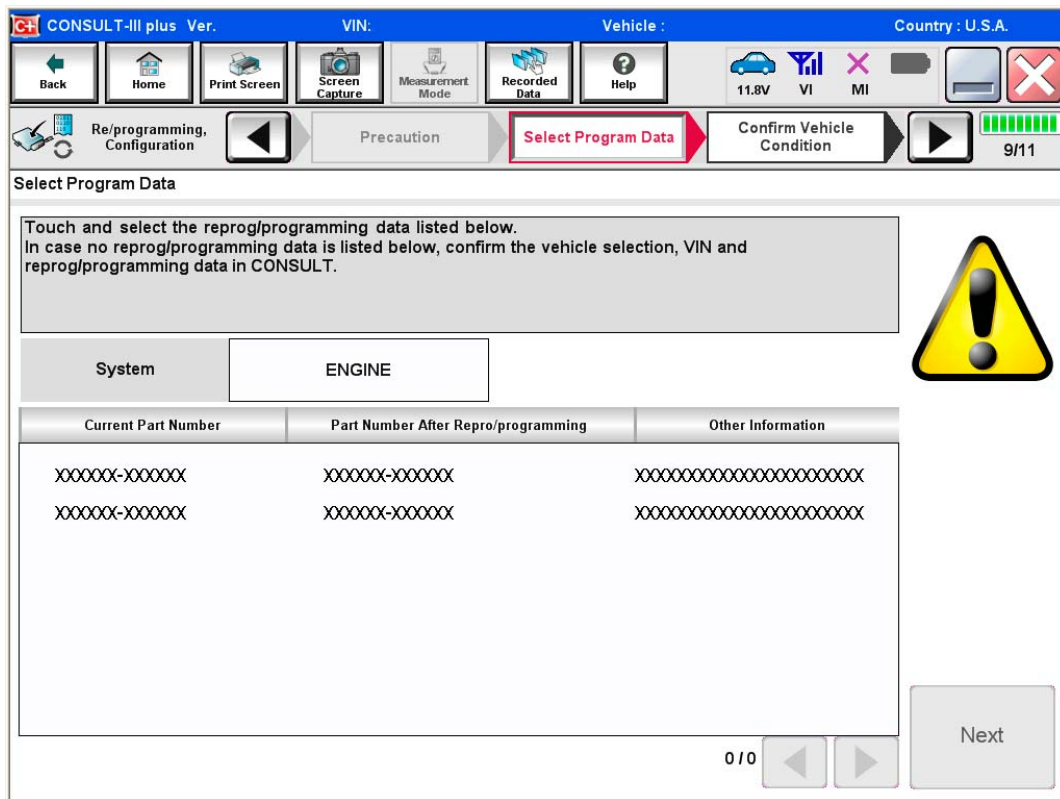 C+ CONSULT-III plus Ver. VIN: Vehicle : Country : U.S.A.
Back Home Print Screen Screen Capture Measurement Mode Recorded Data Help 11.8V VI MI
Re/programming, Configuration Precaution Select Program Data Confirm Vehicle Condition 9/11
Select Program Data
Touch and select the reprog/programming data listed below.
In case no reprog/programming data is listed below, confirm the vehicle selection, VIN and
reprog/programming data in CONSULT.
System ENGINE
Current Part Number Part Number After Repro/programming Other Information
XXXXXX-XXXXXX XXXXXX-XXXXXX XXXXXXXXXXXXXXXXXXXXXX
XXXXXX-XXXXXX XXXXXX-XXXXXX XXXXXXXXXXXXXXXXXXXXXX
Next
0/0